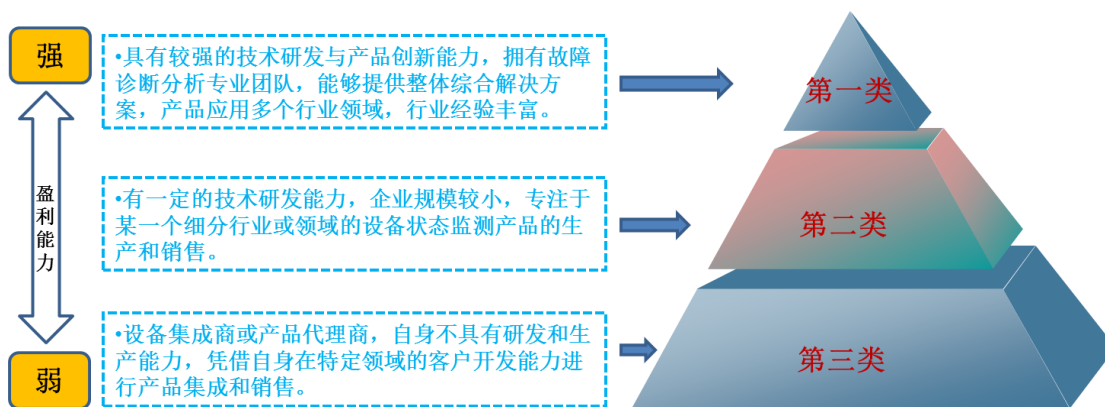 强
•具有较强的技术研发与产品创新能力，拥有故障
诊断分析专业团队，能够提供整体综合解决方
案，产品应用多个行业领域，行业经验丰富。
第一类
盈利能力
•有一定的技术研发能力，企业规模较小，专注于
某一个细分行业或领域的设备状态监测产品的生
产和销售。
第二类
•设备集成商或产品代理商，自身不具有研发和生
产能力，凭借自身在特定领域的客户开发能力进
行产品集成和销售。
第三类
弱